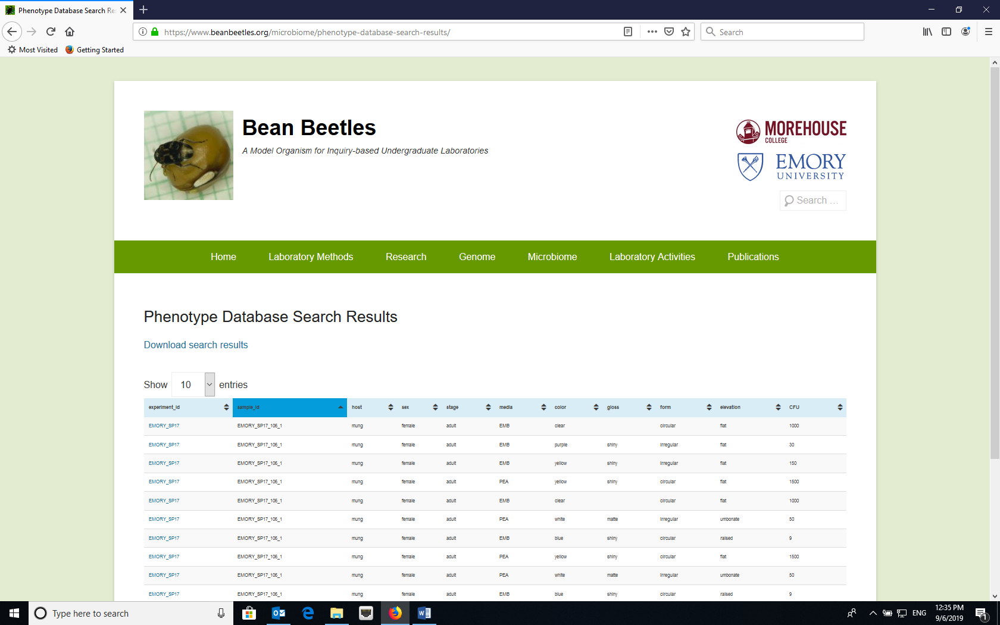 Phenotype Database Search Re
https://www.beanbeetles.org/microbiome/phenotype-database-search-results/
Search
Most Visited
Getting Started
Bean Beetles
A Model Organism for Inquiry-based Undergraduate Laboratories
MOREHOUSE
COLLEGE
EMORY
UNIVERSITY
Search ...
Home Laboratory Methods Research Genome Microbiome Laboratory Activities Publications
Phenotype Database Search Results
Download search results
Show 10 entries
experiment_id sample_id host sex stage media color gloss form elevation CFU
EMORY_SP17 EMORY_SP17_106_1 mung female adult EMB clear circular flat 1000
EMORY_SP17 EMORY_SP17_106_1 mung female adult EMB purple shiny irregular flat 30
EMORY_SP17 EMORY_SP17_106_1 mung female adult EMB yellow shiny irregular flat 150
EMORY_SP17 EMORY_SP17_106_1 mung female adult PEA yellow shiny circular flat 1500
EMORY_SP17 EMORY_SP17_106_1 mung female adult EMB clear circular flat 1000
EMORY_SP17 EMORY_SP17_106_1 mung female adult PEA white matte irregular umbonate 50
EMORY_SP17 EMORY_SP17_106_1 mung female adult EMB blue shiny circular raised 9
EMORY_SP17 EMORY_SP17_106_1 mung female adult PEA yellow shiny circular flat 1500
EMORY_SP17 EMORY_SP17_106_1 mung female adult PEA white matte irregular umbonate 50
EMORY_SP17 EMORY_SP17_106_1 mung female adult EMB blue shiny circular raised 9
Type here to search
ENG
12:35 PM
9/6/2019
1